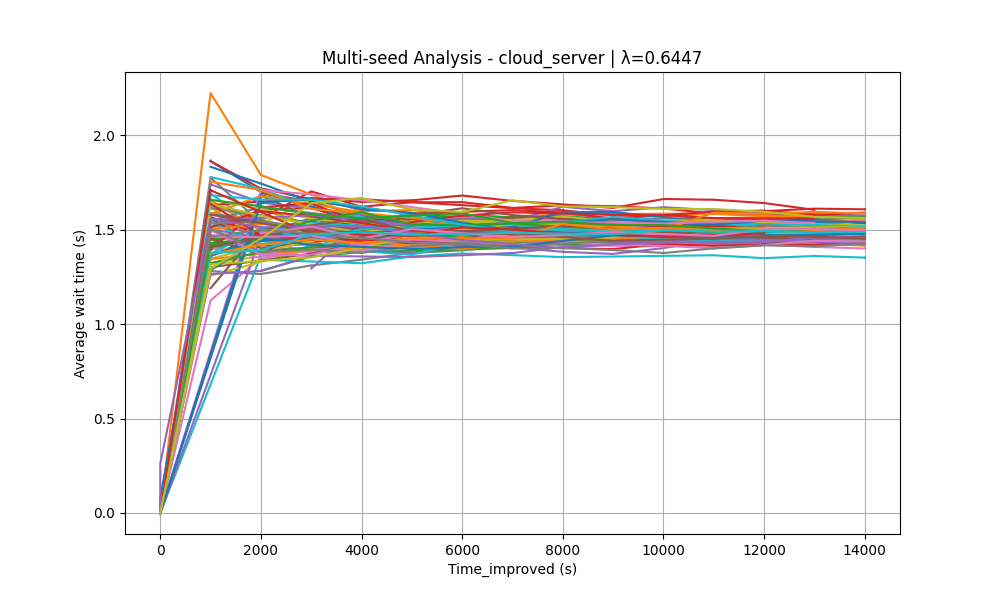 Multi-seed Analysis - cloud_server | λ=0.6447
Average wait time (s)
2.0
1.5
1.0
0.5
0.0
0 2000 4000 6000 8000 10000 12000 14000
Time_improved (s)